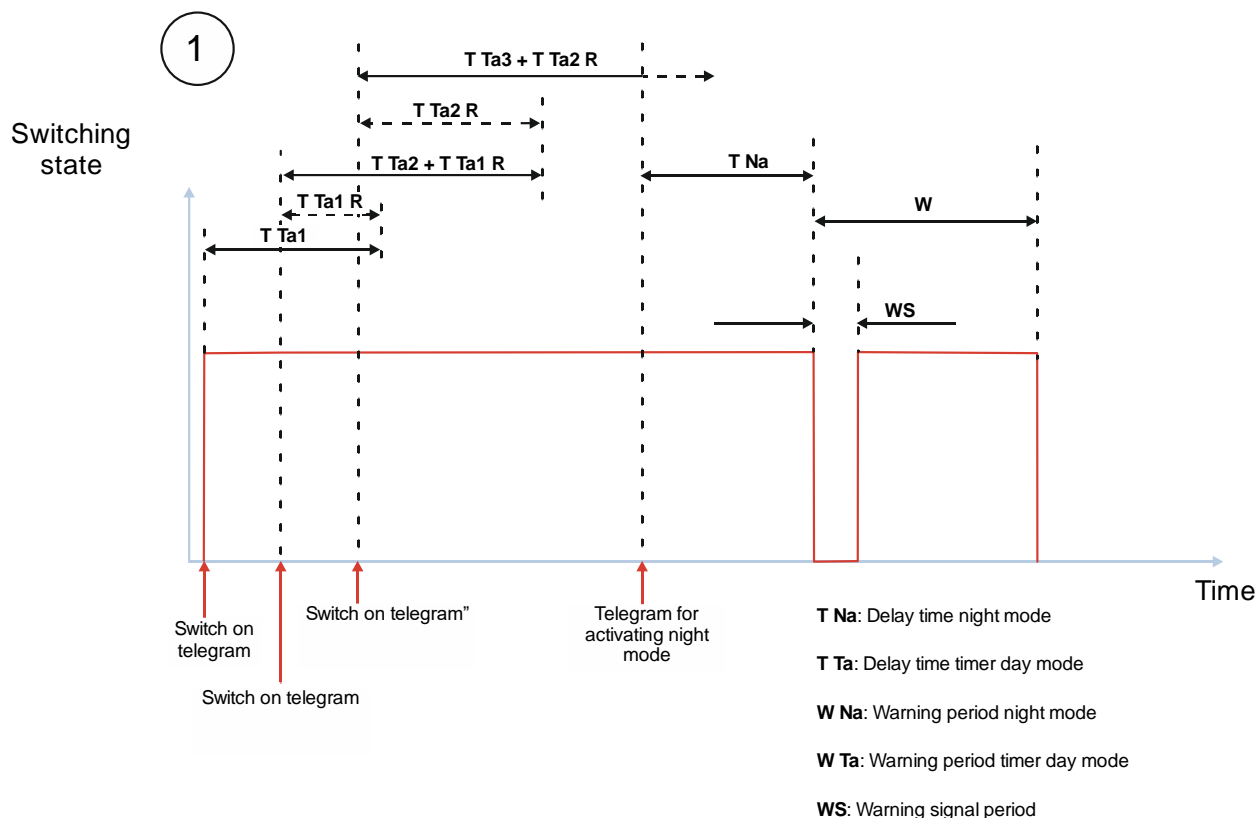 1
Switching
state
T Ta3 + T Ta2 R
T Ta2 R
T Ta2 + T Ta1 R
T Na
T Ta1 R
W
T Ta1
WS
Time
Switch on
telegram
Switch on telegram
Switch on telegram”
Telegram for
activating night
mode
T Na: Delay time night mode
T Ta: Delay time timer day mode
W Na: Warning period night mode
W Ta: Warning period timer day mode
WS: Warning signal period